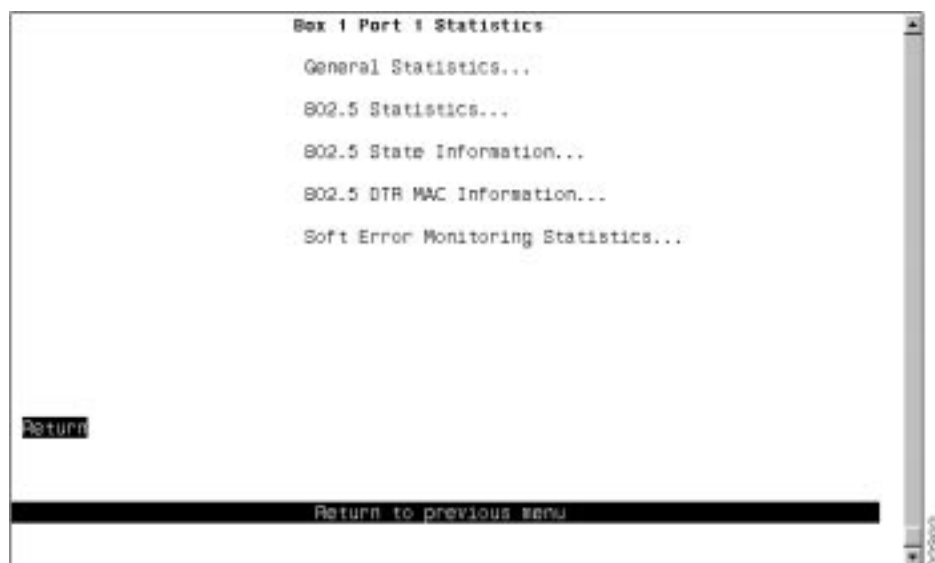 Box 1 Port 1 Statistics
General Statistics...
802.5 Statistics...
802.5 State Information...
802.5 DTR MAC Information...
Soft Error Monitoring Statistics...
Return
Return to previous menu